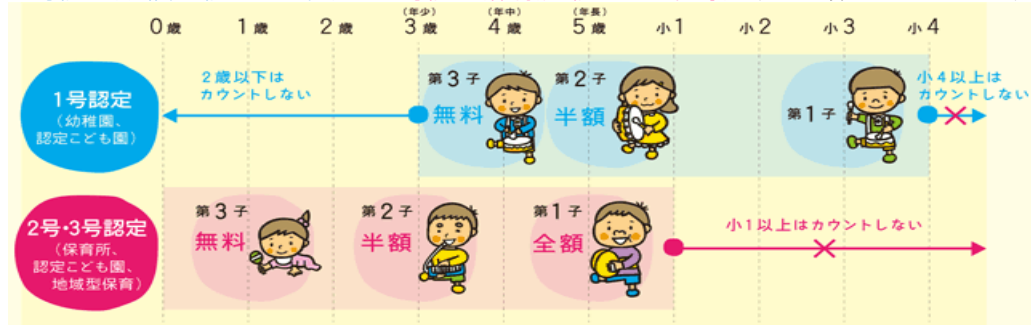 (年少) (年中) (年長)
0歳 1歳 2歳 3歳 4歳 5歳 小1 小2 小3 小4
1号認定
(幼稚園、
認定こども園)
2歳以下は
カウントしない
第3子
無料
第2子
半額
第1子
小4以上は
カウントしない
2号・3号認定
(保育所、
認定こども園、
地域型保育)
第3子
無料
第2子
半額
第1子
全額
小1以上はカウントしない